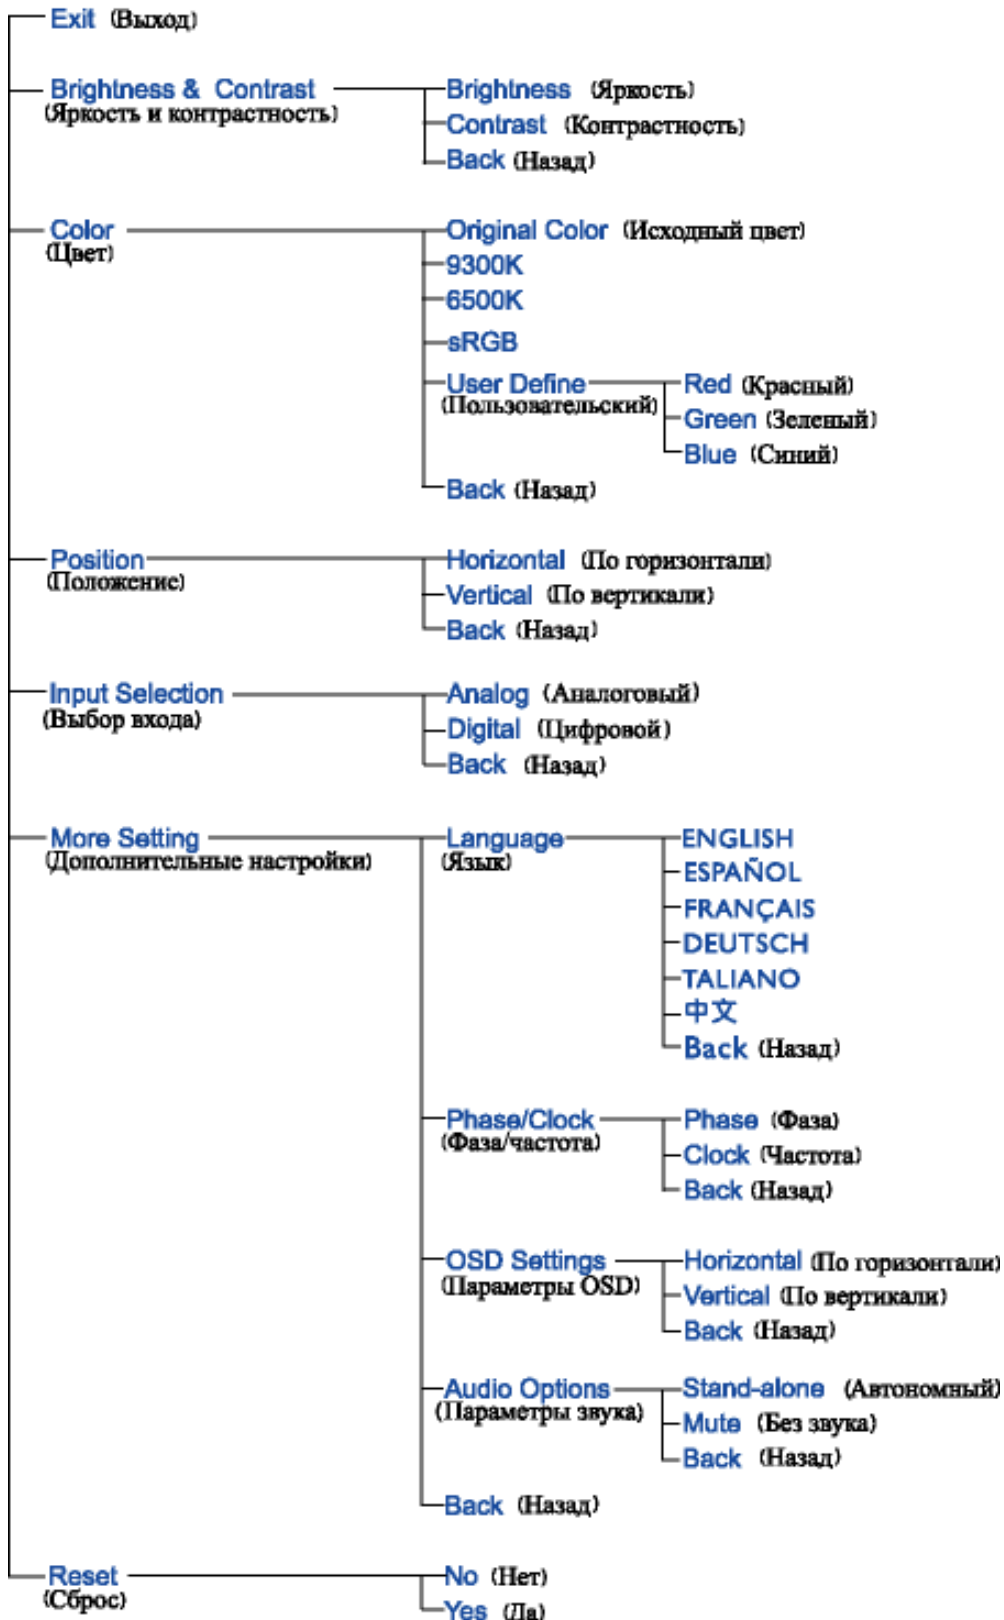 Exit (Выход)
Brightness & Contrast
(Яркость и контрастность)
Brightness (Яркость)
Contrast (Контрастность)
Back (Назад)
Color
(Цвет)
Original Color (Исходный цвет)
9300K
6500K
sRGB
User Define
(Пользовательский)
Red (Красный)
Green (Зеленый)
Blue (Синий)
Back (Назад)
Position
(Положение)
Horizontal (По горизонтали)
Vertical (По вертикали)
Back (Назад)
Input Selection
(Выбор входа)
Analog (Аналоговый)
Digital (Цифровой)
Back (Назад)
More Setting
(Дополнительные настройки)
Language
(Язык)
ENGLISH
ESPAÑOL
FRANÇAIS
DEUTSCH
TALIANO
中文
Back (Назад)
Phase/Clock
(Фаза/частота)
Phase (Фаза)
Clock (Частота)
Back (Назад)
OSD Settings
(Параметры OSD)
Horizontal (По горизонтали)
Vertical (По вертикали)
Back (Назад)
Audio Options
(Параметры звука)
Stand-alone (Автономный)
Mute (Без звука)
Back (Назад)
Back (Назад)
Reset
(Сброс)
No (Нет)
Yes (Да)